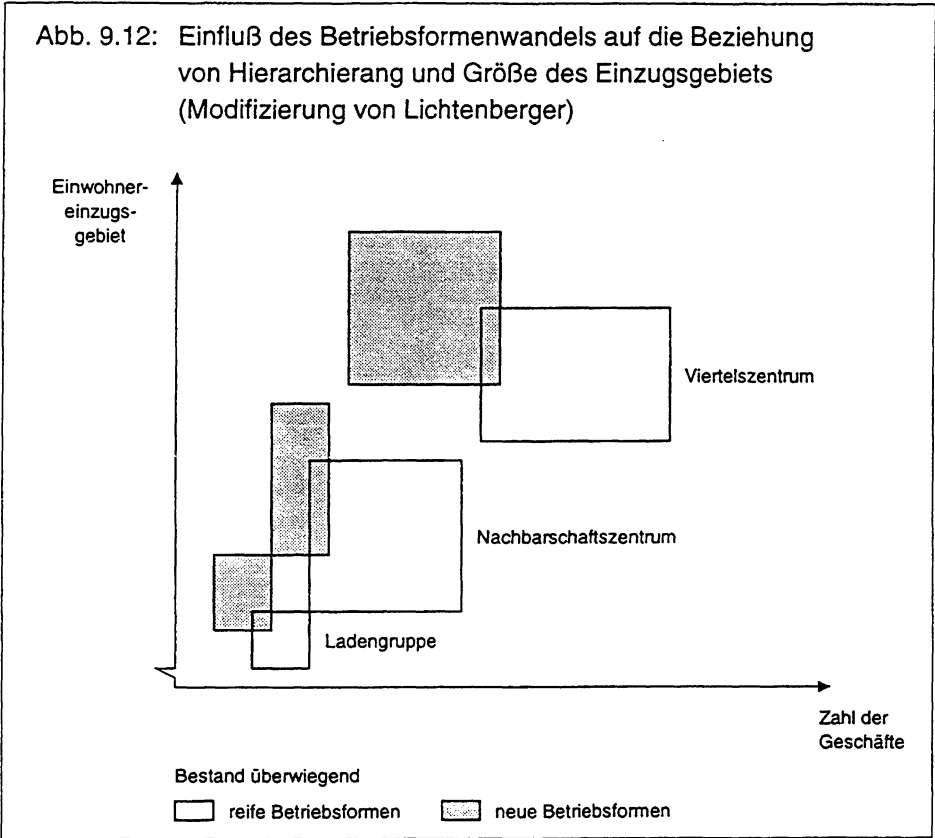 Abb. 9.12: Einfluß des Betriebsformenwandels auf die Beziehung
von Hierarchierang und Größe des Einzugsgebiets
(Modifizierung von Lichtenberger)
Einwohner-
einzugs-
gebiet
Viertelszentrum
Nachbarschaftszentrum
Ladengruppe
Zahl der
Geschäfte
Bestand überwiegend
reife Betriebsformen
neue Betriebsformen